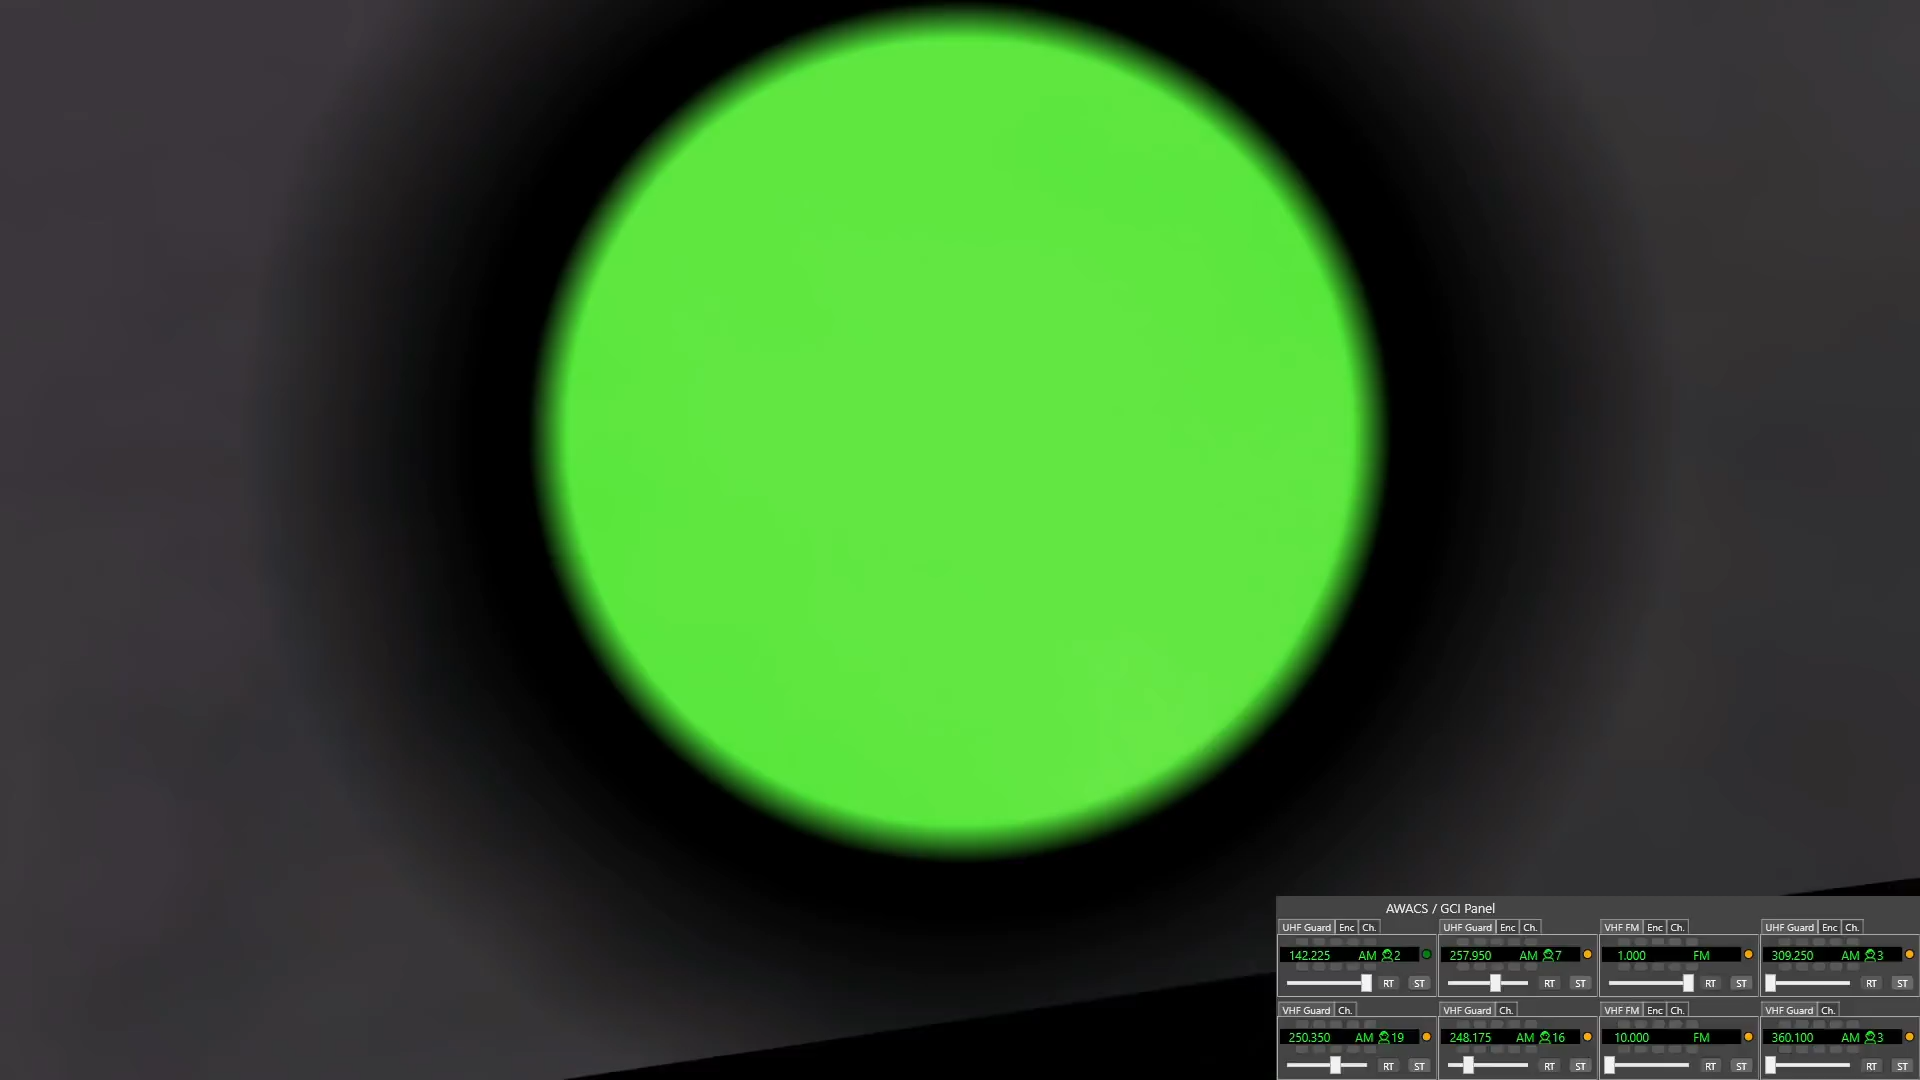 AWACS / GCI Panel
UHF Guard Enc Ch. UHF Guard Enc Ch. VHF FM Enc Ch. UHF Guard Enc Ch.
142.225 AM 2 257.950 AM 7 1.000 FM 309.250 AM 3
RT ST RT ST RT ST RT ST
VHF Guard Ch. VHF Guard Ch. VHF FM Enc Ch. VHF Guard Ch.
250.350 AM 19 248.175 AM 16 10.000 FM 360.100 AM 3
RT ST RT ST RT ST RT ST